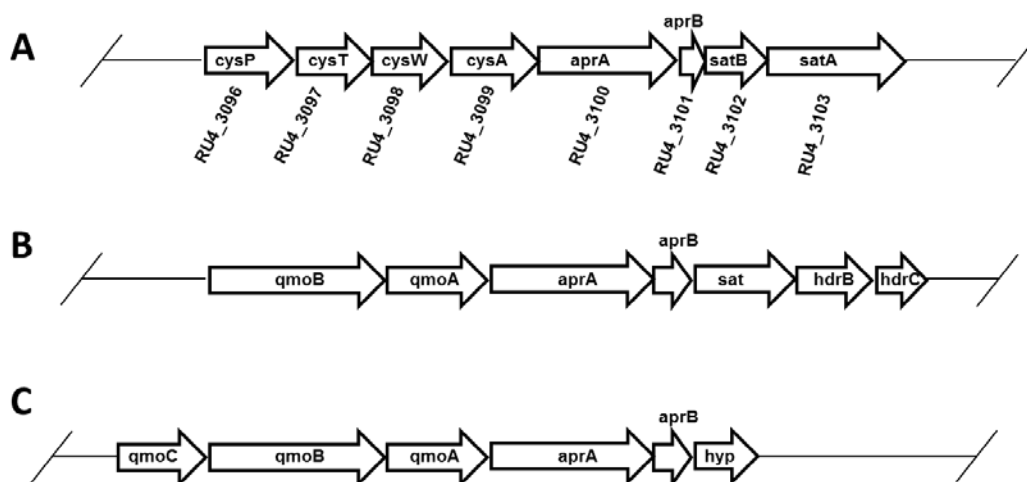 A
aprB
cysP cysT cysW cysA aprA satB satA
RU4_3096 RU4_3097 RU4_3098 RU4_3099 RU4_3100 RU4_3101 RU4_3102 RU4_3103
B
aprB
qmoB qmoA aprA sat hdrB hdrC
C
aprB
qmoC qmoB qmoA aprA hyp